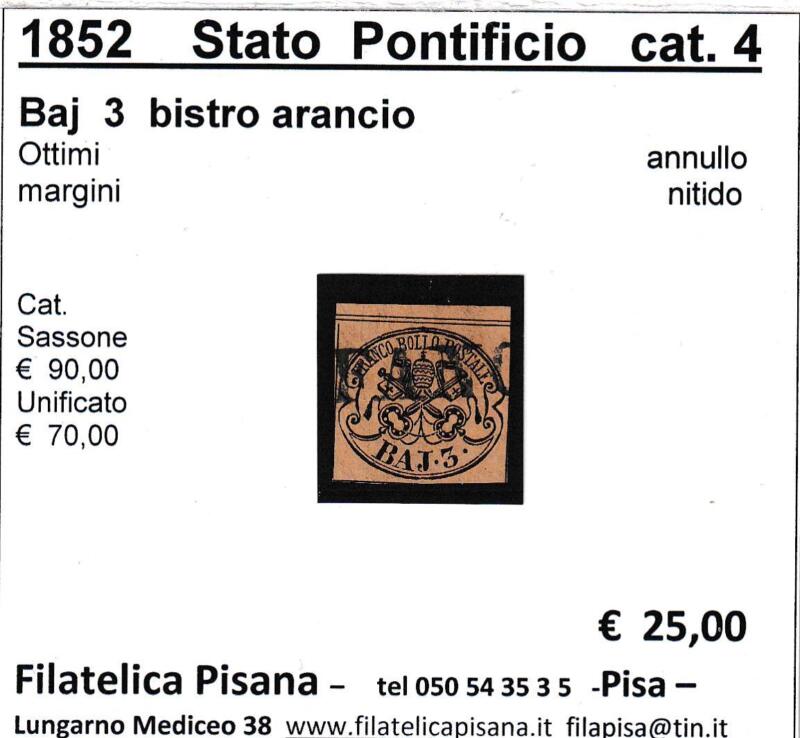 1852 Stato Pontificio cat. 4
Baj 3 bistro arancio
Ottimi
margini
annullo
nitido
Cat.
Sassone
€ 90,00
Unificato
€ 70,00
FRANCO BOLLO POSTALE
BAJ·3·
€ 25,00
Filatelica Pisana – tel 050 54 35 3 5 -Pisa –
Lungarno Mediceo 38 www.filatelicapisana.it filapisa@tin.it